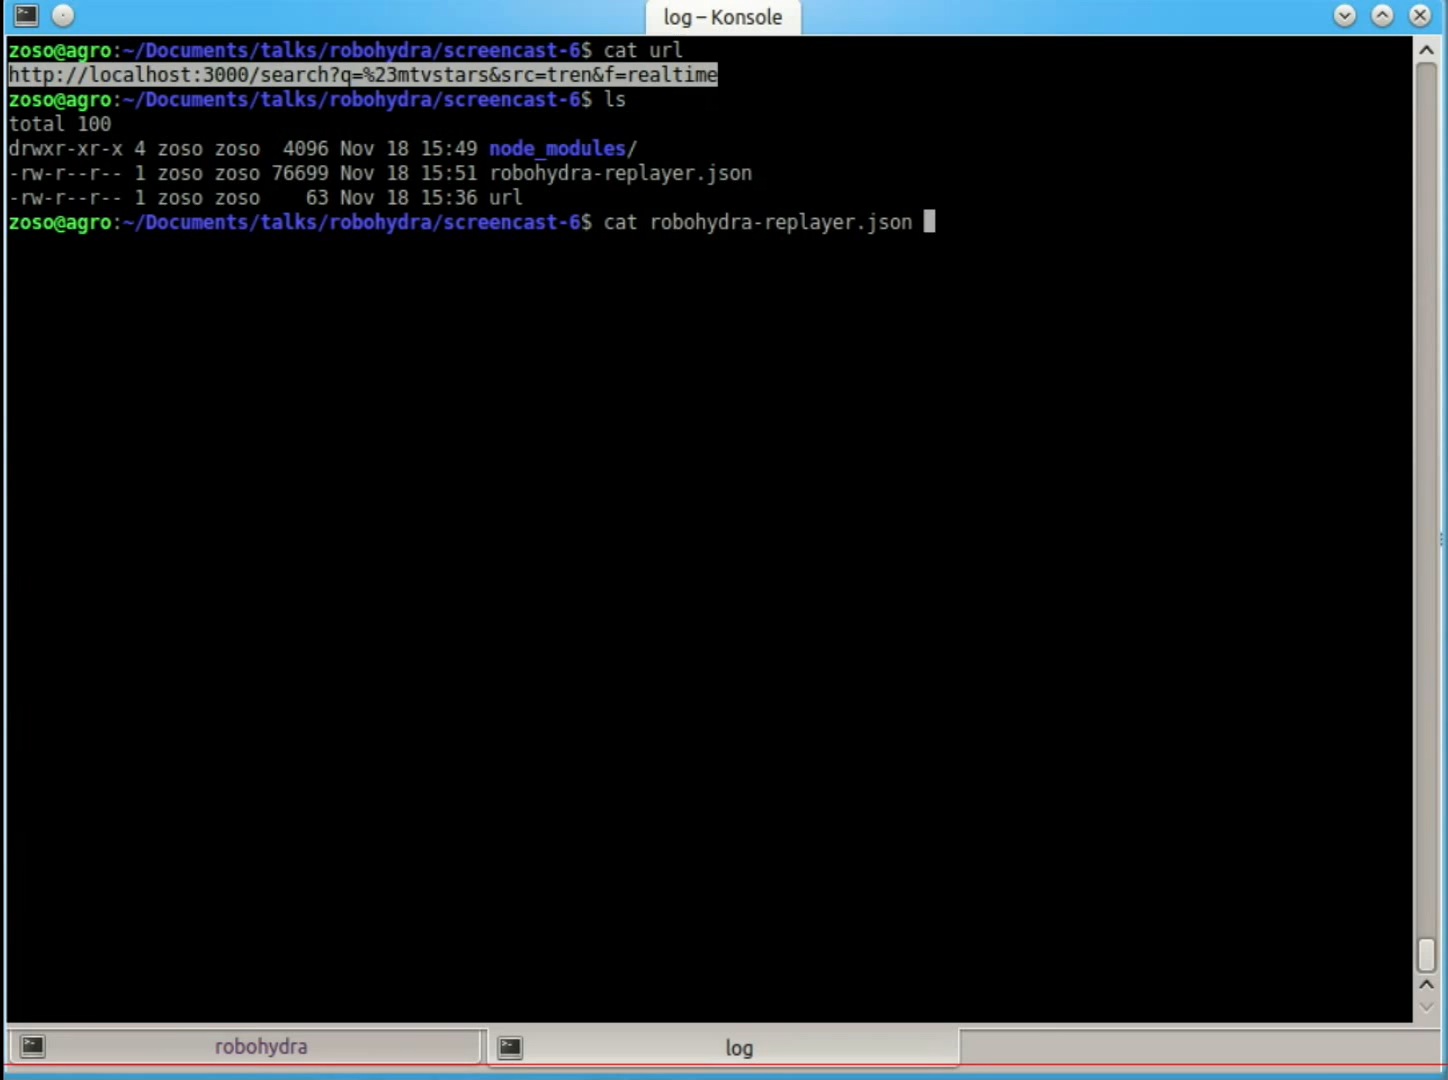 log – Konsole
zoso@agro:~/Documents/talks/robohydra/screencast-6$ cat url
http://localhost:3000/search?q=%23mtvstars&src=tren&f=realtime
zoso@agro:~/Documents/talks/robohydra/screencast-6$ ls
total 100
drwxr-xr-x 4 zoso zoso  4096 Nov 18 15:49 node_modules/
-rw-r--r-- 1 zoso zoso 76699 Nov 18 15:51 robohydra-replayer.json
-rw-r--r-- 1 zoso zoso    63 Nov 18 15:36 url
zoso@agro:~/Documents/talks/robohydra/screencast-6$ cat robohydra-replayer.json
robohydra
log